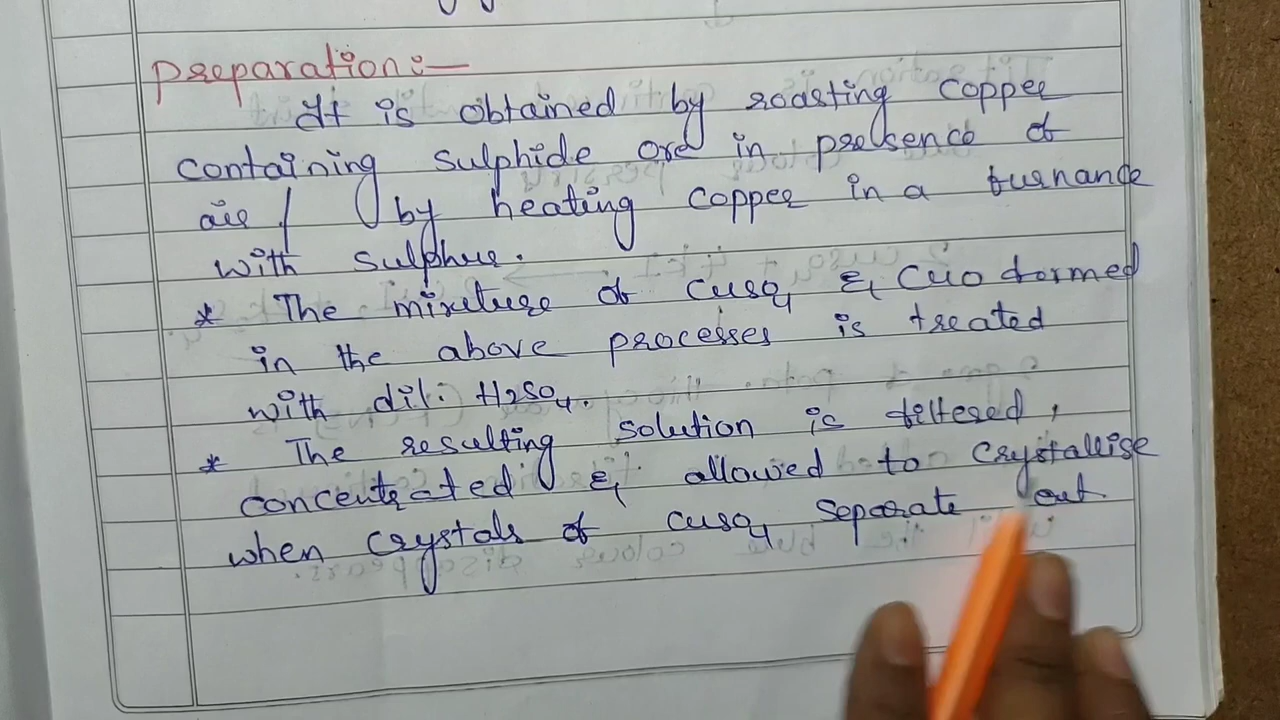 Preparation:-
It is obtained by roasting copper
containing sulphide ore in presence of
air / by heating copper in a furnance
with sulphur.
* The mixture of CuSO4 & CuO formed
in the above processes is treated
with dil. H2SO4.
* The resulting solution is filtered,
concentrated & allowed to crystallise
when crystals of CuSO4 separate out